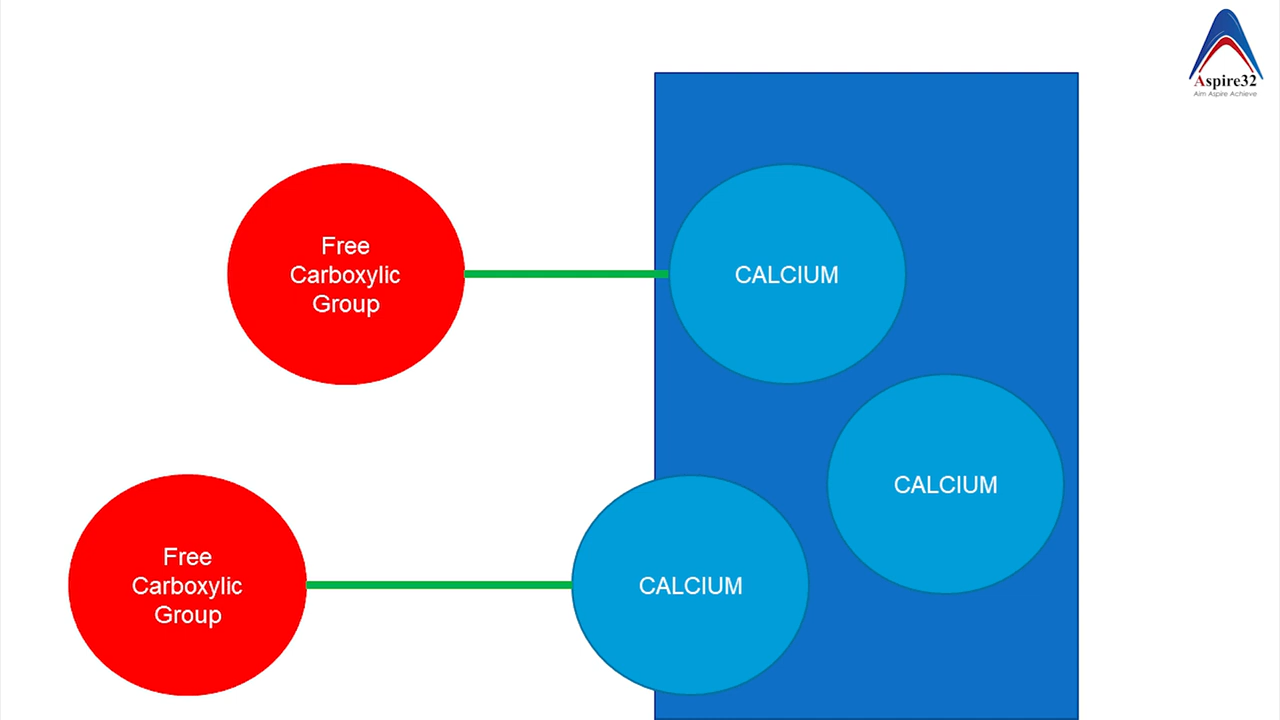 Aspire32
Aim Aspire Achieve
Free
Carboxylic
Group
CALCIUM
CALCIUM
Free
Carboxylic
Group
CALCIUM